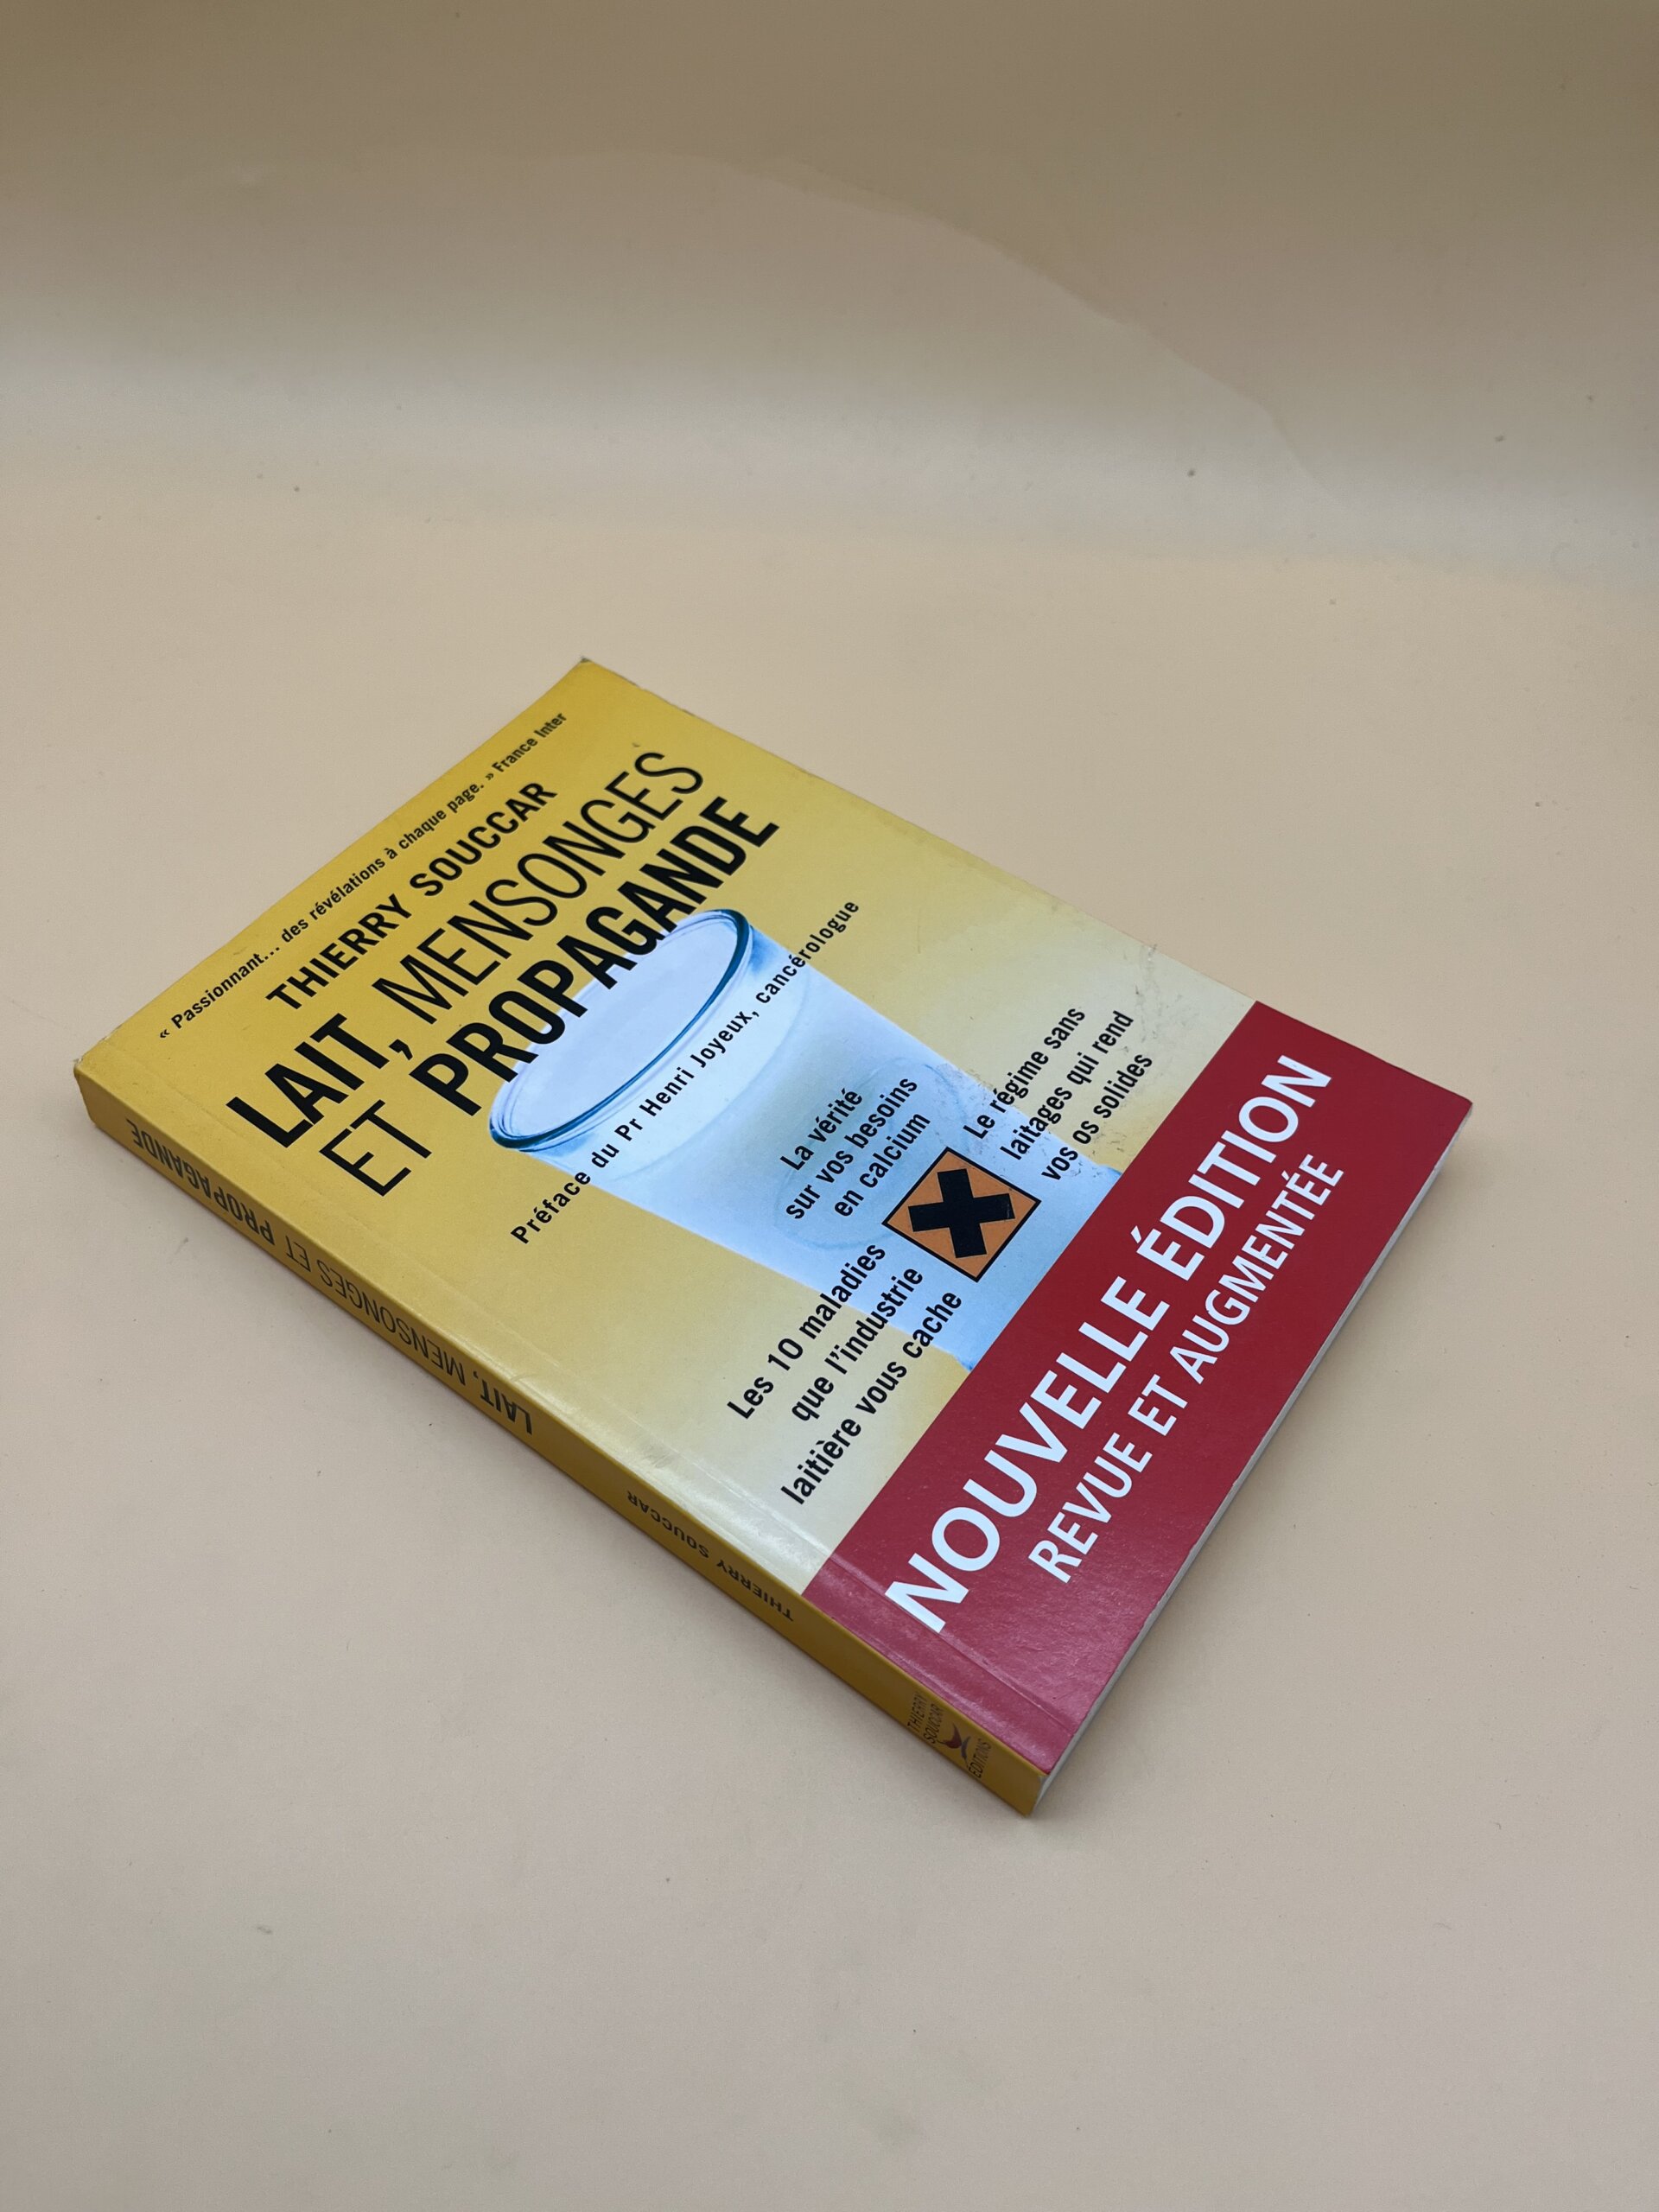 « Passionnant... des révélations à chaque page. » France Inter
THIERRY SOUCCAR
LAIT, MENSONGES
ET PROPAGANDE
Préface du Pr Henri Joyeux, cancérologue
La vérité
sur vos besoins
en calcium
Le régime sans
laitages qui rend
vos os solides
Les 10 maladies
que l'industrie
laitière vous cache
NOUVELLE ÉDITION
REVUE ET AUGMENTÉE
LAIT, MENSONGES ET PROPAGANDE
THIERRY SOUCCAR
THIERRY
SOUCCAR
ÉDITIONS